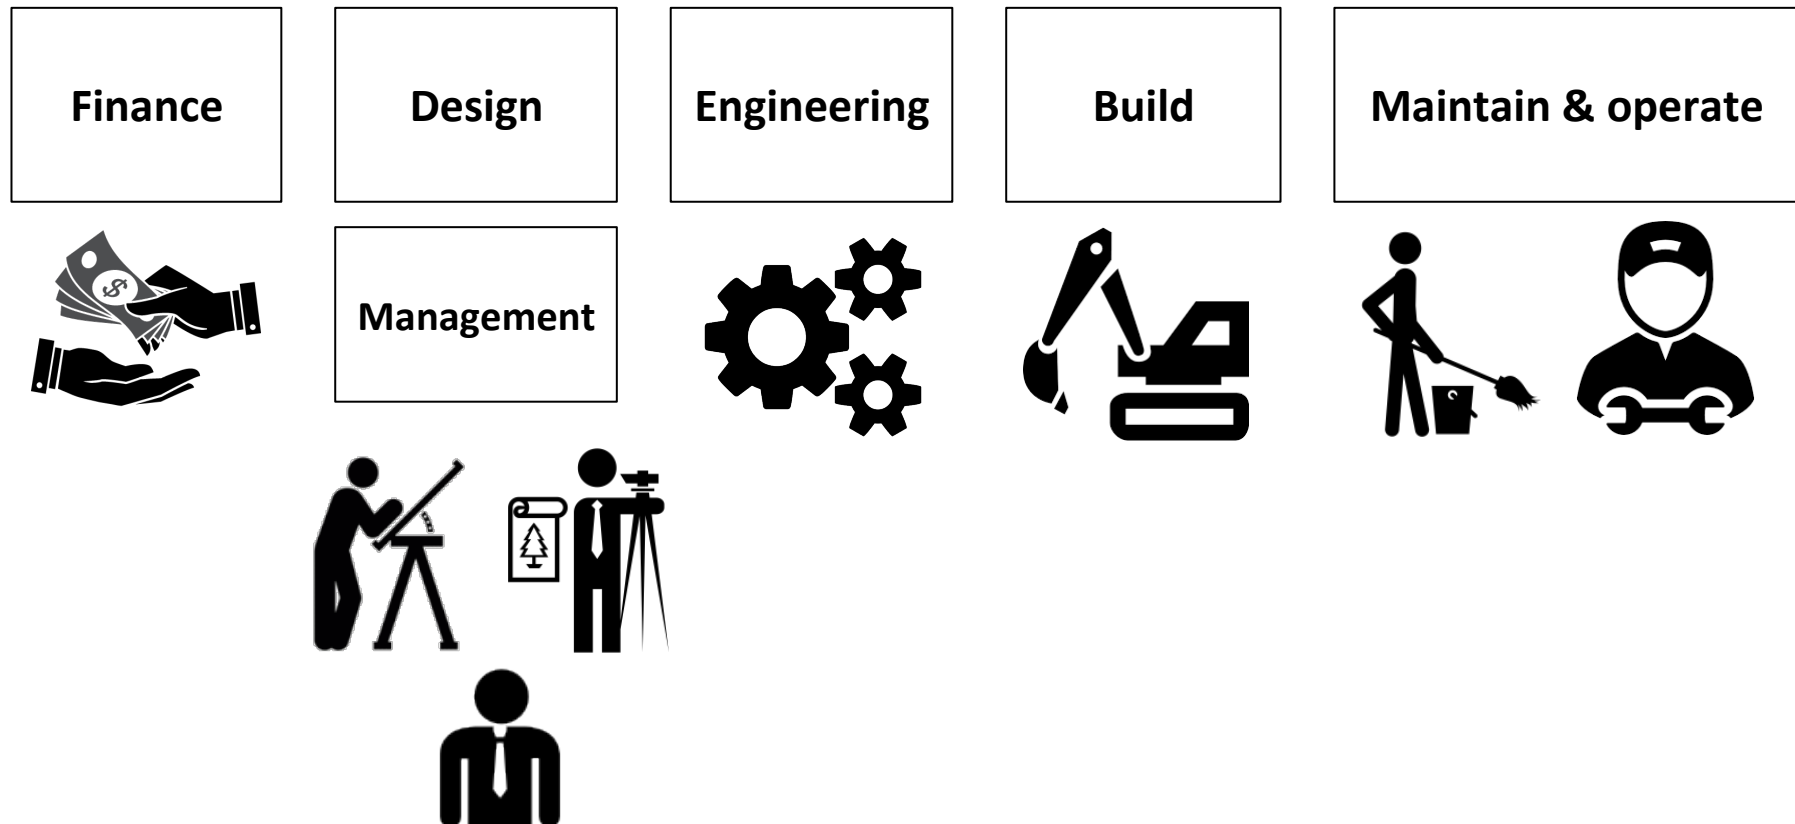 Finance
Design
Engineering
Build
Maintain & operate
Management
$